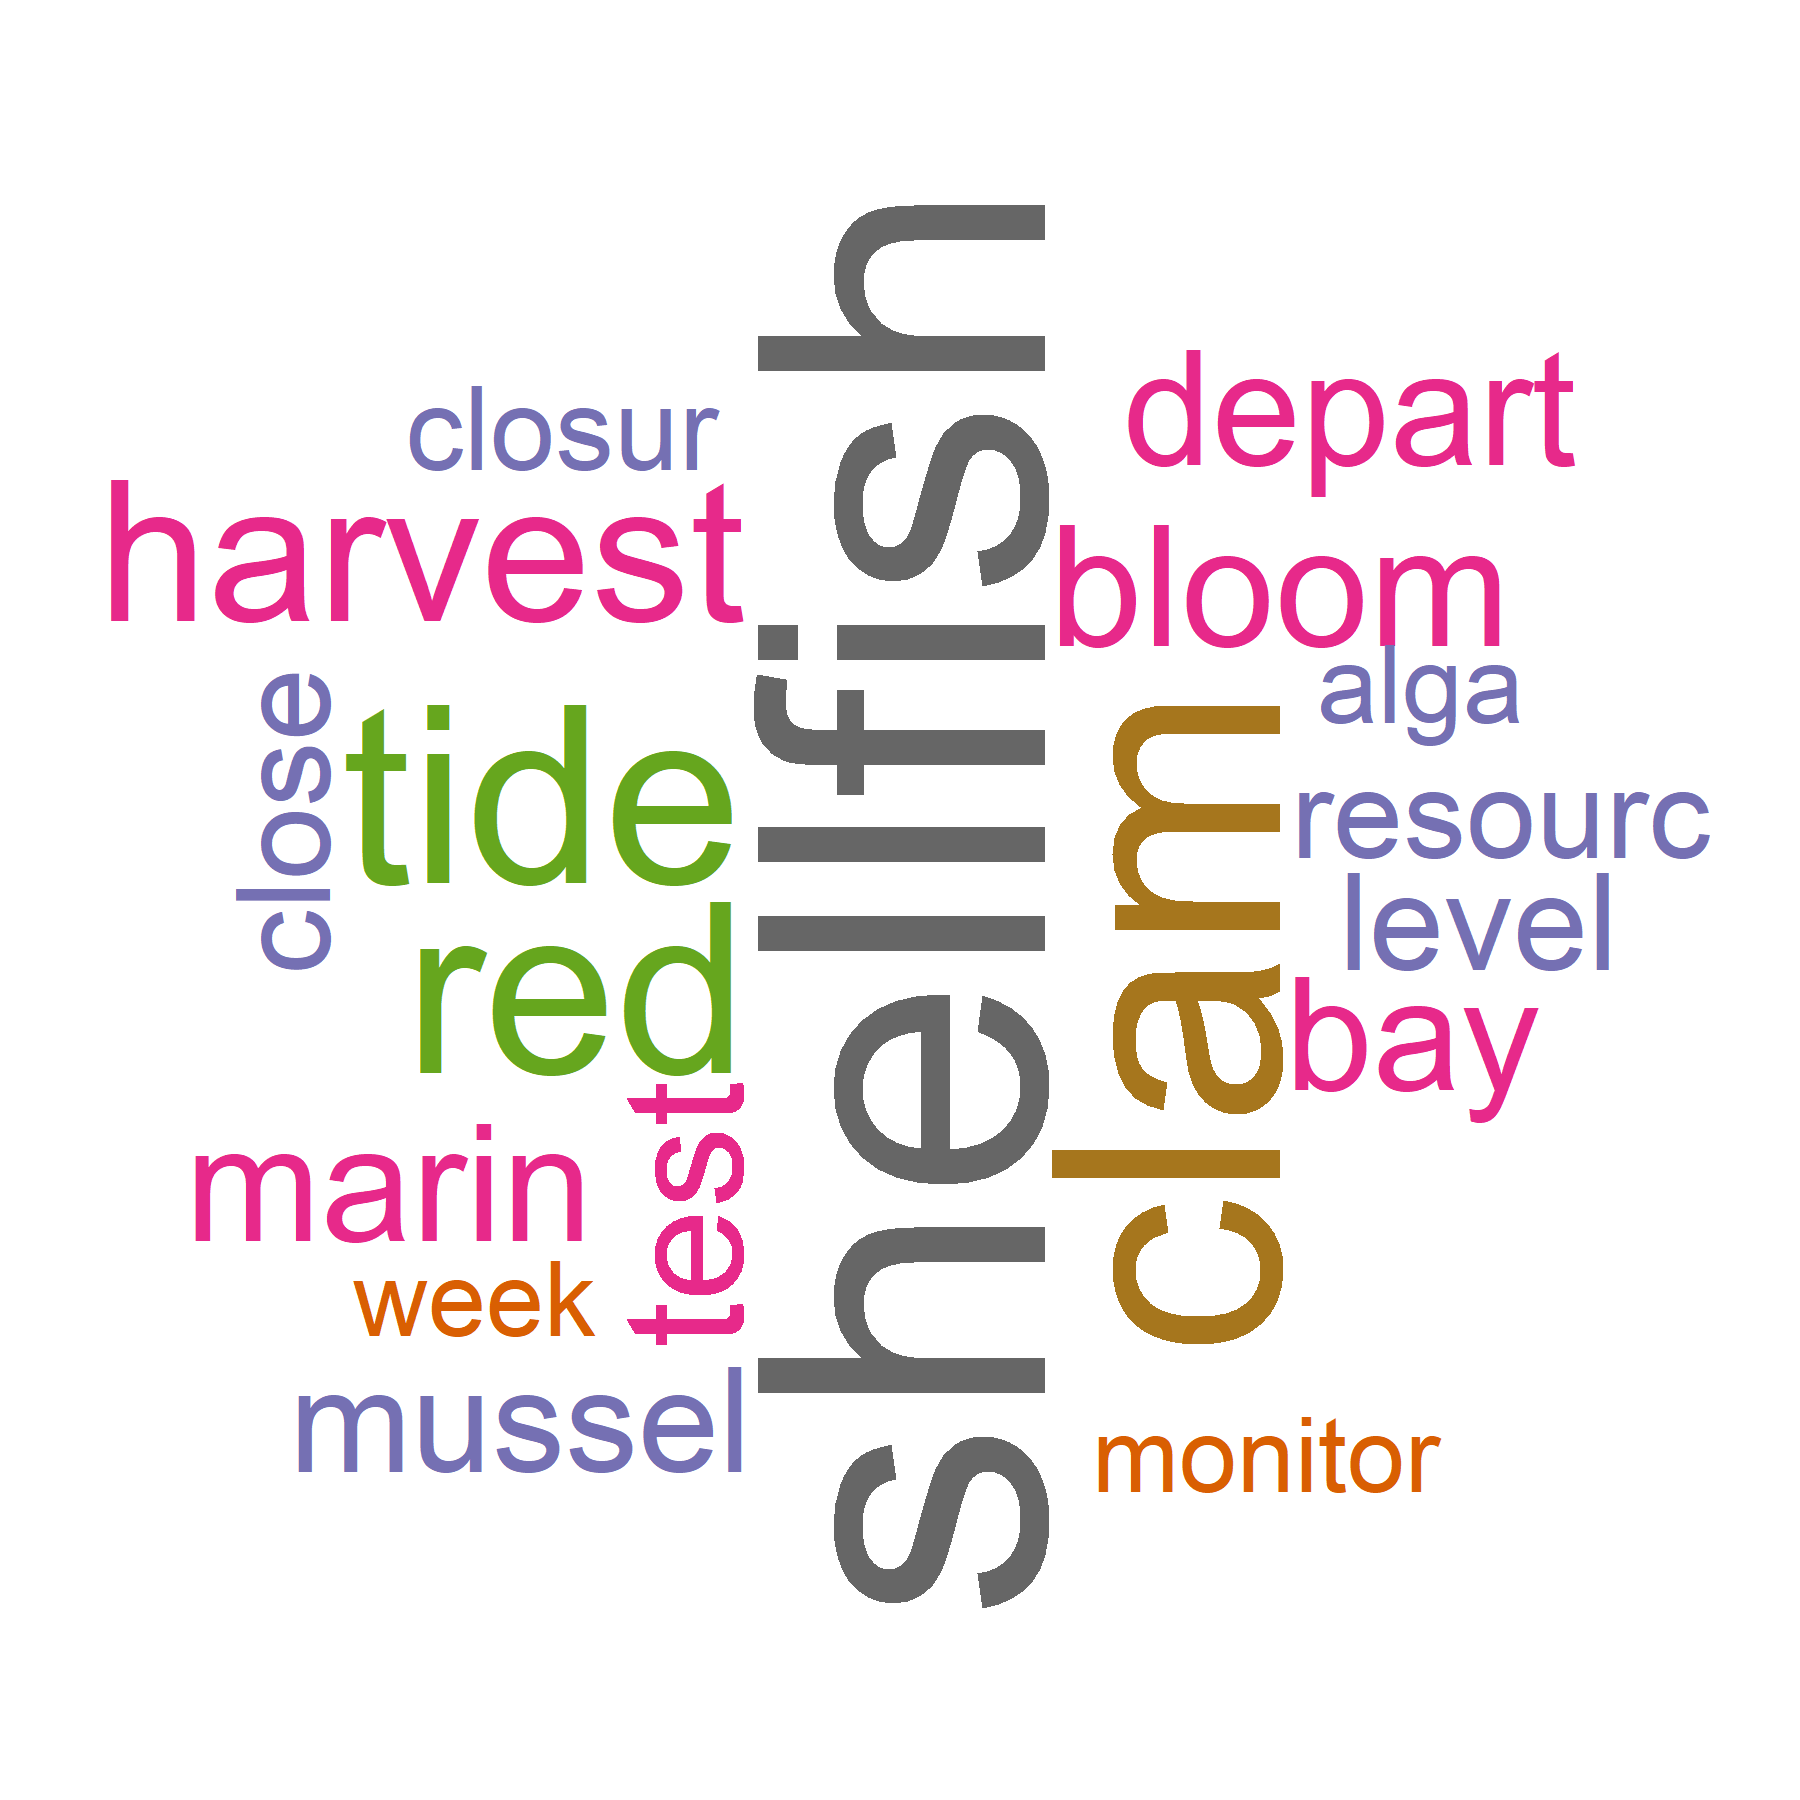 shellfish
closur
depart
harvest
bloom
alga
close
tide
clam
resourc
level
red
bay
test
marin
week
mussel
monitor